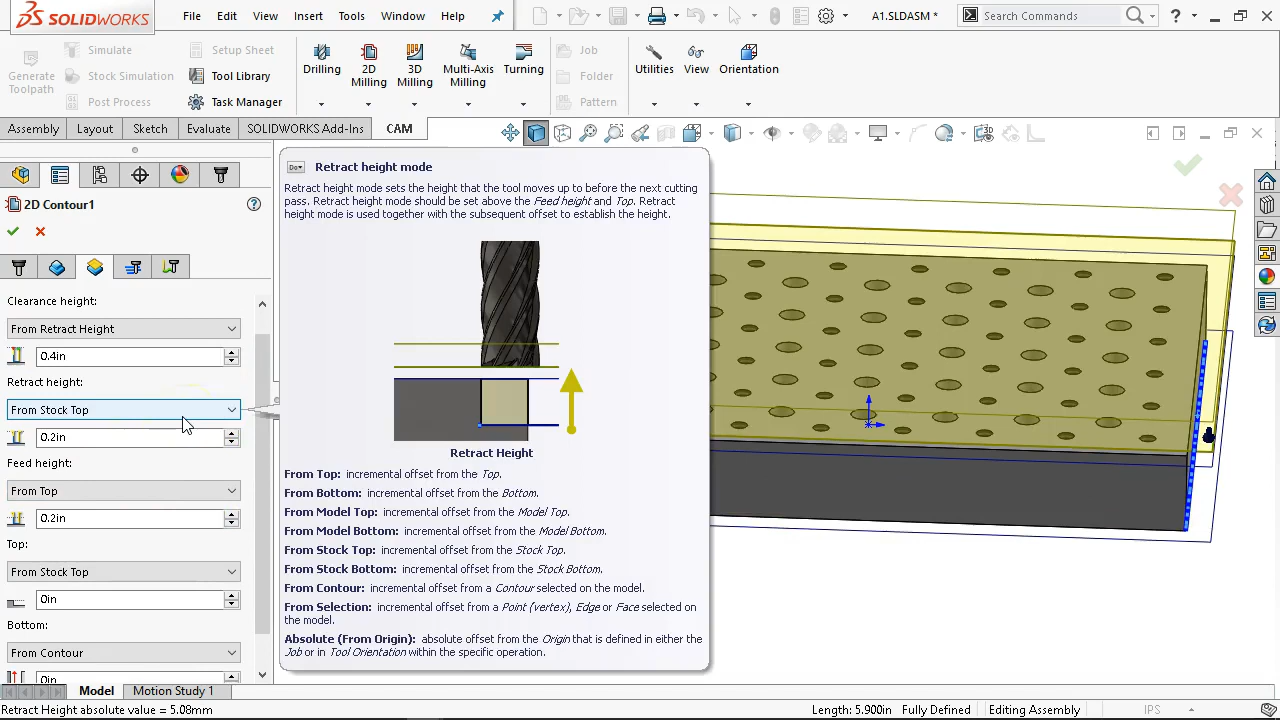 SOLIDWORKS
File Edit View Insert Tools Window Help
A1.SLDASM *
Search Commands
Generate
Toolpath
Simulate
Stock Simulation
Post Process
Setup Sheet
Tool Library
Task Manager
Drilling
2D
Milling
3D
Milling
Multi-Axis
Milling
Turning
Job
Folder
Pattern
Utilities
View
Orientation
Assembly Layout Sketch Evaluate SOLIDWORKS Add-Ins CAM
2D Contour1
Clearance height:
From Retract Height
0.4in
Retract height:
From Stock Top
0.2in
Feed height:
From Top
0.2in
Top:
From Stock Top
0in
Bottom:
From Contour
0in
Retract height mode
Retract height mode sets the height that the tool moves up to before the next cutting
pass. Retract height mode should be set above the Feed height and Top. Retract
height mode is used together with the subsequent offset to establish the height.
Retract Height
From Top: incremental offset from the Top.
From Bottom: incremental offset from the Bottom.
From Model Top: incremental offset from the Model Top.
From Model Bottom: incremental offset from the Model Bottom.
From Stock Top: incremental offset from the Stock Top.
From Stock Bottom: incremental offset from the Stock Bottom.
From Contour: incremental offset from a Contour selected on the model.
From Selection: incremental offset from a Point (vertex), Edge or Face selected on
the model.
Absolute (From Origin): absolute offset from the Origin that is defined in either the
Job or in Tool Orientation within the specific operation.
Model Motion Study 1
Retract Height absolute value = 5.08mm
Length: 5.900in Fully Defined Editing Assembly IPS